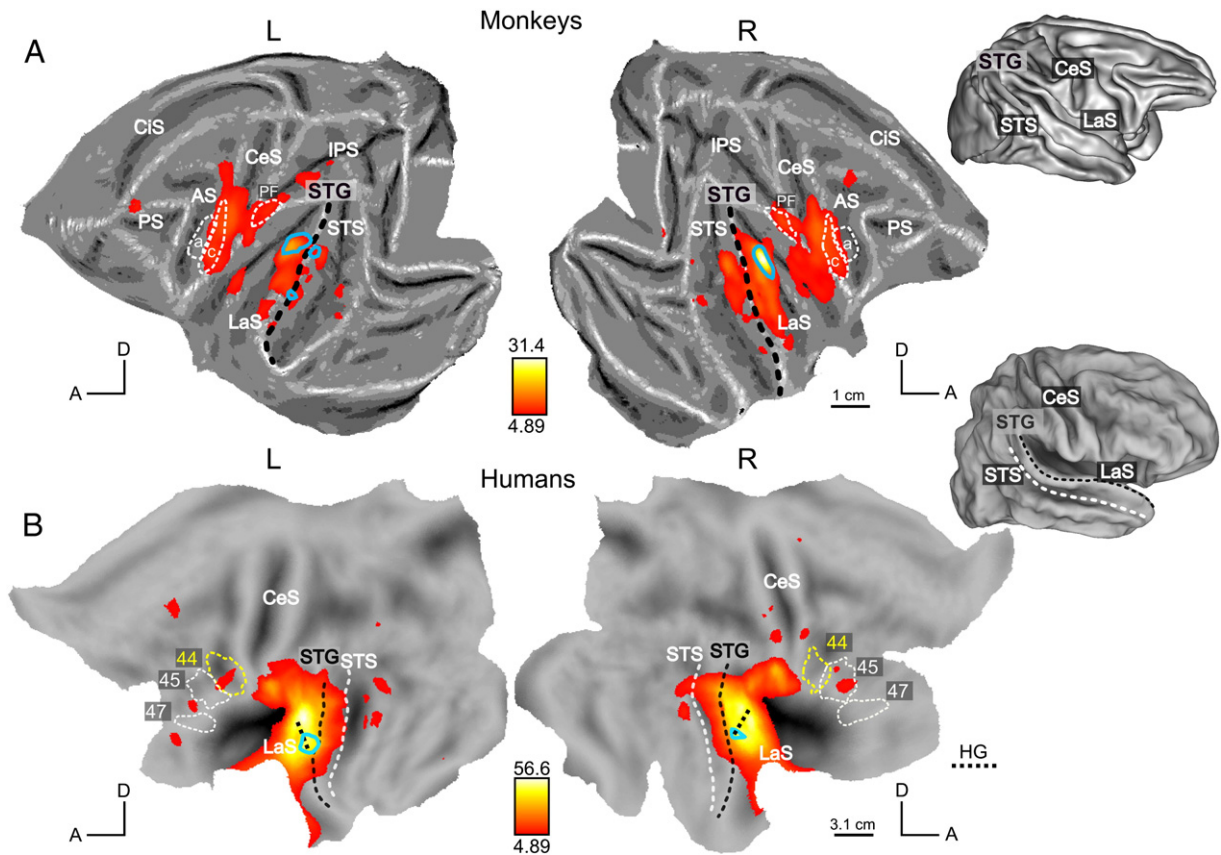 Monkeys
A
L
R
CiS
CeS
IPS
PF
STG
AS
STS
PS
a
c
LaS
D
A
31.4
4.89
CiS
IPS
CeS
STG
PF
AS
STS
PS
a
c
LaS
1 cm
D
A
STG
CeS
STS
LaS
Humans
B
L
R
CeS
44
STG
STS
45
47
LaS
D
A
56.6
4.89
CeS
STS
STG
44
45
47
LaS
HG
3.1 cm
D
A
CeS
STG
STS
LaS